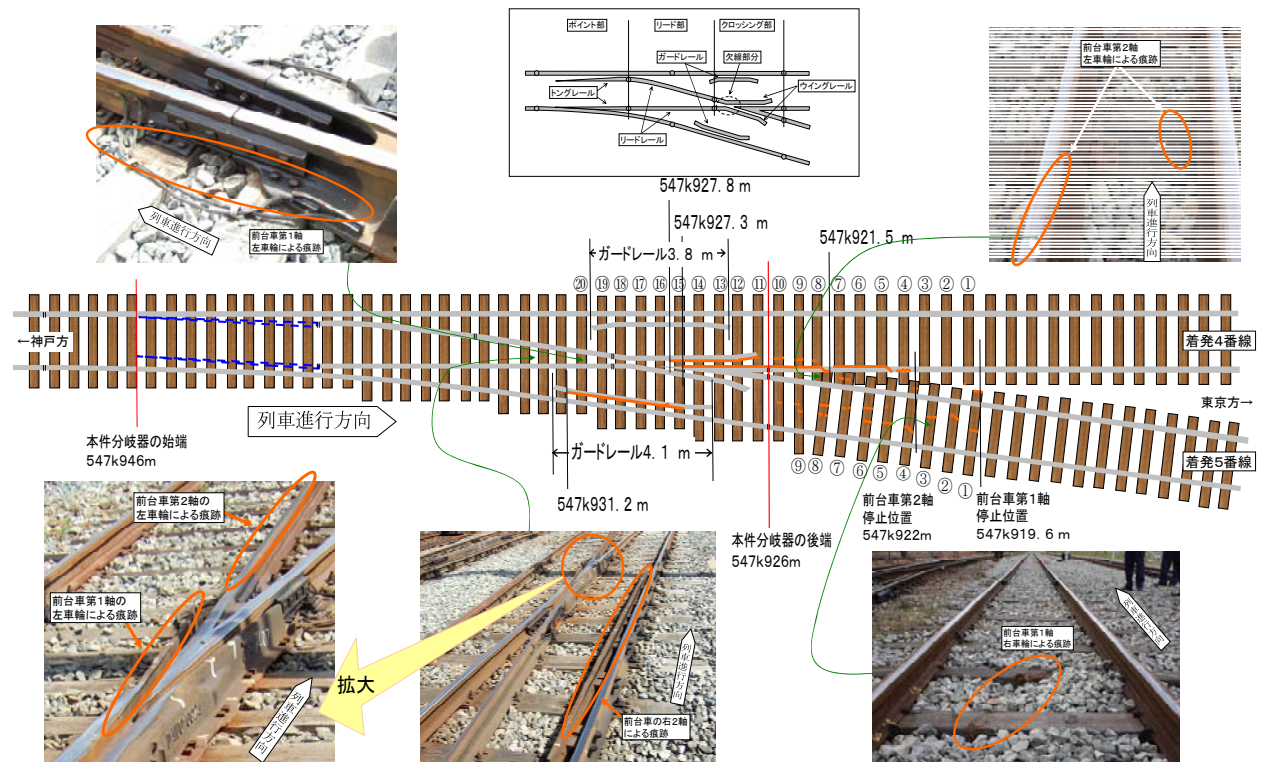 ポイント部
リード部
クロッシング部
ガードレール
欠線部分
トングレール
ウイングレール
リードレール
列車進行方向
前台車第1軸
左車輪による痕跡
前台車第2軸
左車輪による痕跡
列車進行方向
547k927.8 m
547k927.3 m
547k921.5 m
ガードレール3.8 m
⑳ ⑲ ⑱ ⑰ ⑯ ⑮ ⑭ ⑬ ⑫ ⑪ ⑩ ⑨ ⑧ ⑦ ⑥ ⑤ ④ ③ ② ①
←神戸方
着発4番線
東京方→
列車進行方向
本件分岐器の始端
547k946m
ガードレール4.1 m
⑨ ⑧ ⑦ ⑥ ⑤ ④ ③ ② ①
着発5番線
547k931.2 m
前台車第2軸
停止位置
547k922m
前台車第1軸
停止位置
547k919.6 m
本件分岐器の後端
547k926m
前台車第2軸の
左車輪による痕跡
前台車第1軸の
左車輪による痕跡
列車進行方向
拡大
列車進行方向
前台車の右2軸
による痕跡
前台車第1軸
右車輪による痕跡
列車進行方向